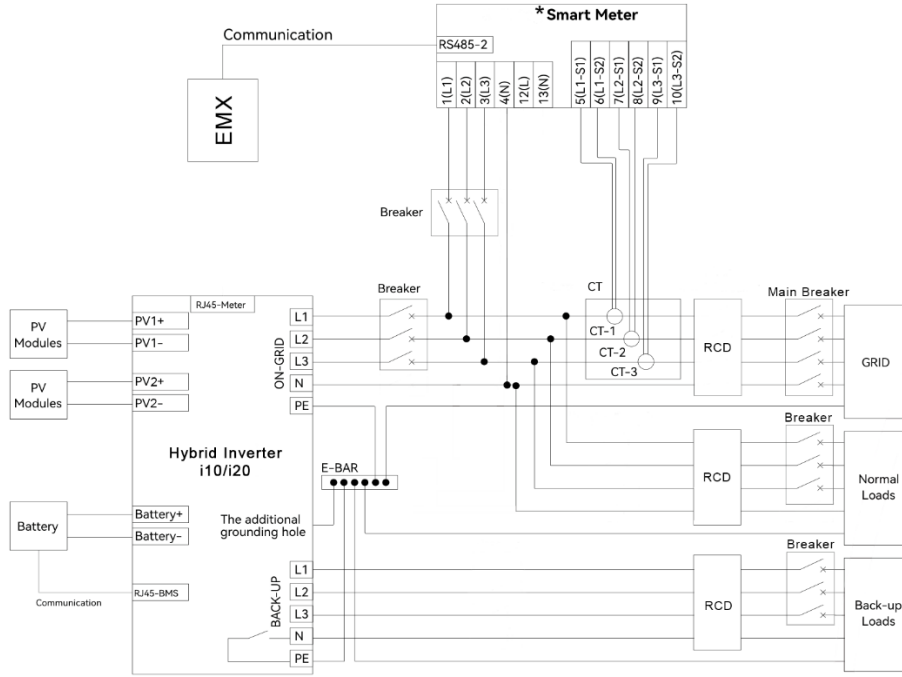 *Smart Meter
Communication
RS485-2
1(L1)
2(L2)
3(L3)
4(N)
12(L)
13(N)
5(L1-S1)
6(L1-S2)
7(L2-S1)
8(L2-S2)
9(L3-S1)
10(L3-S2)
EMX
Breaker
Breaker
CT
Main Breaker
RJ45-Meter
PV
Modules
PV1+
PV1-
ON-GRID
L1
L2
L3
N
PE
CT-1
CT-2
CT-3
RCD
GRID
PV
Modules
PV2+
PV2-
Breaker
Hybrid Inverter
i10/i20
E-BAR
RCD
Normal
Loads
Battery
Battery+
Battery-
The additional
grounding hole
Breaker
RJ45-BMS
Communication
BACK-UP
L1
L2
L3
N
PE
RCD
Back-up
Loads